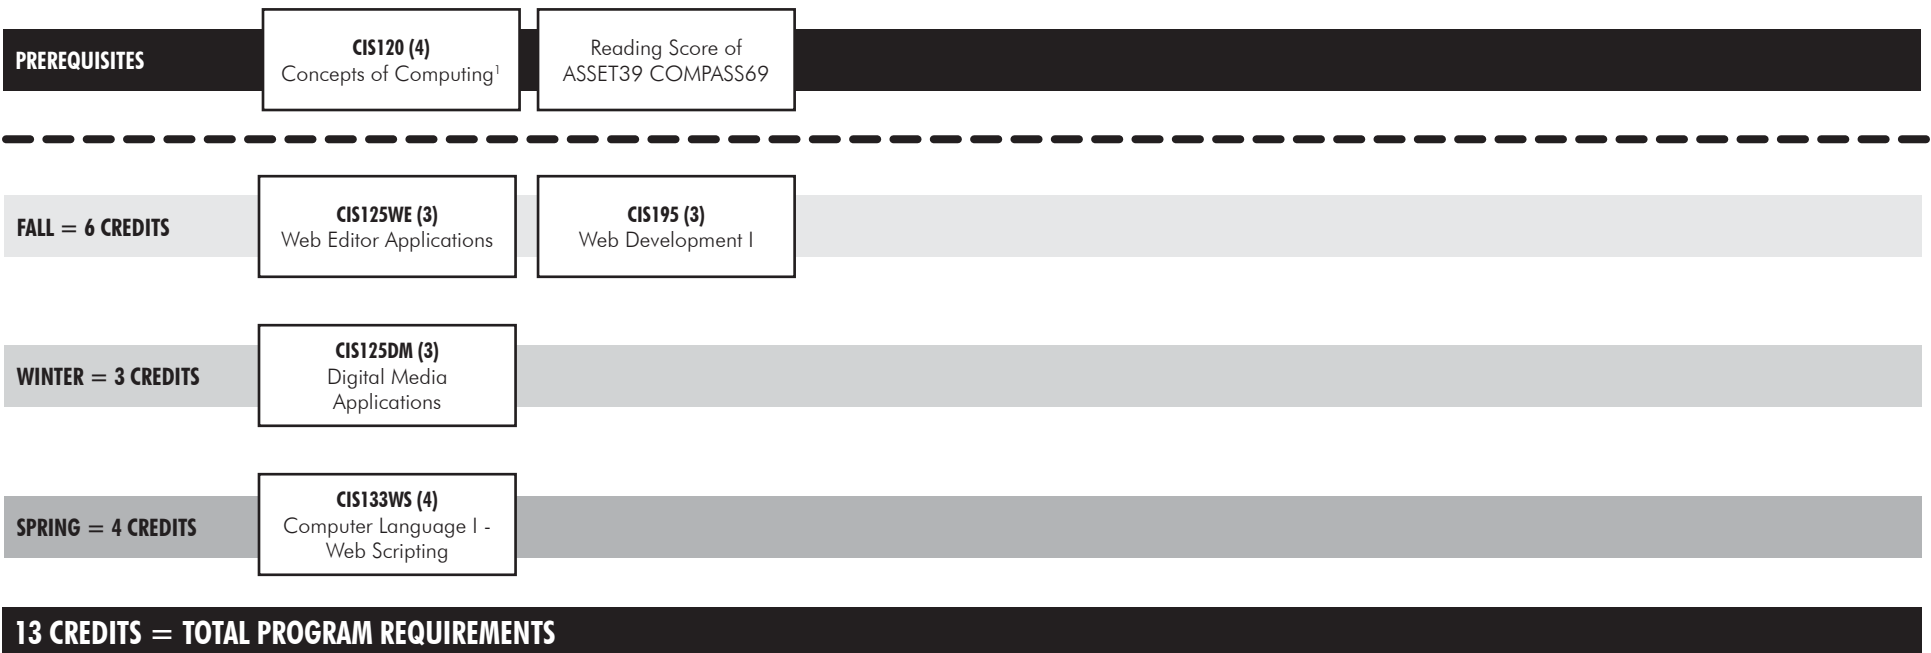 PREREQUISITES
CIS120 (4)
Concepts of Computing¹
Reading Score of
ASSET39 COMPASS69
FALL = 6 CREDITS
CIS125WE (3)
Web Editor Applications
CIS195 (3)
Web Development I
WINTER = 3 CREDITS
CIS125DM (3)
Digital Media
Applications
SPRING = 4 CREDITS
CIS133WS (4)
Computer Language I -
Web Scripting
13 CREDITS = TOTAL PROGRAM REQUIREMENTS